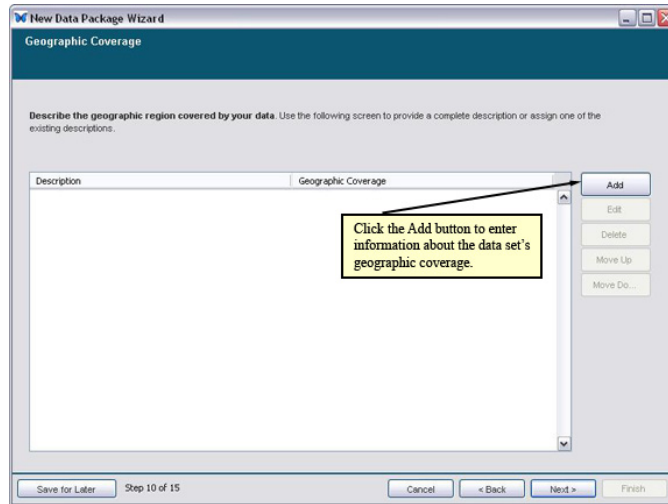 New Data Package Wizard
Geographic Coverage
Describe the geographic region covered by your data. Use the following screen to provide a complete description or assign one of the
existing descriptions.
Description
Geographic Coverage
Add
Edit
Delete
Move Up
Move Do...
Click the Add button to enter
information about the data set's
geographic coverage.
Save for Later
Step 10 of 15
Cancel
< Back
Next >
Finish